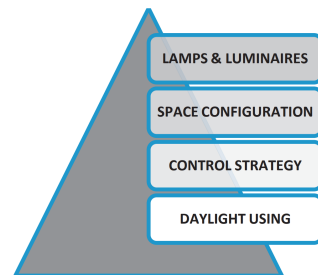 LAMPS & LUMINAIRES
SPACE CONFIGURATION
CONTROL STRATEGY
DAYLIGHT USING